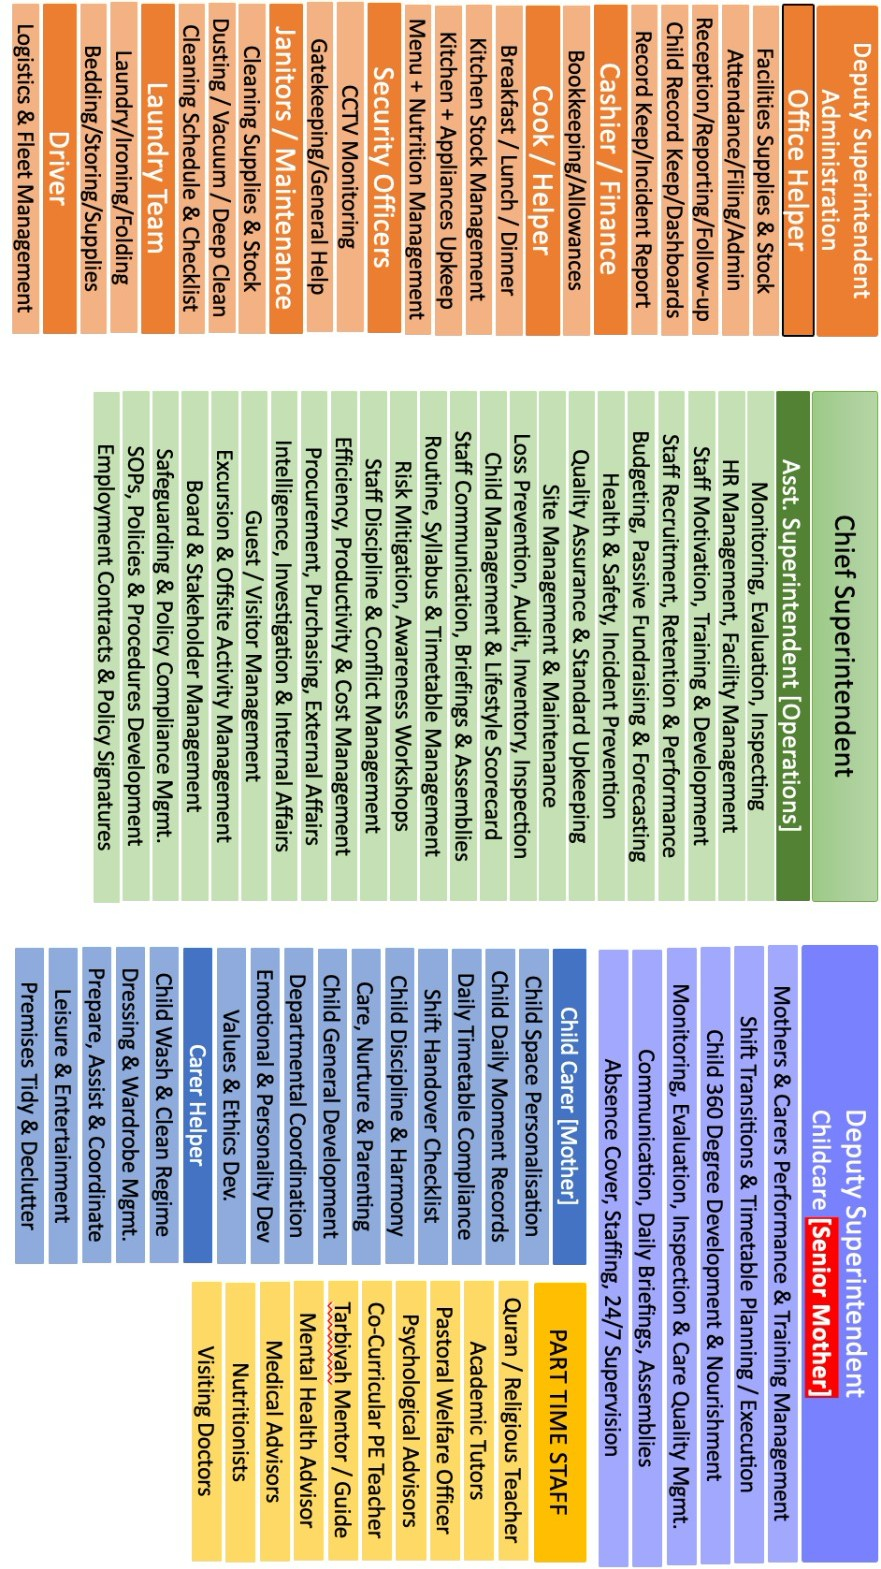 Deputy Superintendent
Administration
Office Helper
Facilities Supplies & Stock
Attendance/Filing/Admin
Reception/Reporting/Follow-up
Child Record Keep/Dashboards
Record Keep/Incident Report
Cashier / Finance
Bookkeeping/Allowances
Cook / Helper
Breakfast / Lunch / Dinner
Kitchen Stock Management
Kitchen + Appliances Upkeep
Menu + Nutrition Management
Security Officers
CCTV Monitoring
Gatekeeping/General Help
Janitors / Maintenance
Cleaning Supplies & Stock
Dusting / Vacuum / Deep Clean
Cleaning Schedule & Checklist
Laundry Team
Laundry/Ironing/Folding
Bedding/Storing/Supplies
Driver
Logistics & Fleet Management
Chief Superintendent
Asst. Superintendent [Operations]
Monitoring, Evaluation, Inspecting
HR Management, Facility Management
Staff Motivation, Training & Development
Staff Recruitment, Retention & Performance
Budgeting, Passive Fundraising & Forecasting
Health & Safety, Incident Prevention
Quality Assurance & Standard Upkeeping
Site Management & Maintenance
Loss Prevention, Audit, Inventory, Inspection
Child Management & Lifestyle Scorecard
Staff Communication, Briefings & Assemblies
Routine, Syllabus & Timetable Management
Risk Mitigation, Awareness Workshops
Staff Discipline & Conflict Management
Efficiency, Productivity & Cost Management
Procurement, Purchasing, External Affairs
Intelligence, Investigation & Internal Affairs
Guest / Visitor Management
Excursion & Offsite Activity Management
Board & Stakeholder Management
Safeguarding & Policy Compliance Mgmt.
SOPs, Policies & Procedures Development
Employment Contracts & Policy Signatures
Deputy Superintendent
Childcare [Senior Mother]
Mothers & Carers Performance & Training Management
Shift Transitions & Timetable Planning / Execution
Child 360 Degree Development & Nourishment
Monitoring, Evaluation, Inspection & Care Quality Mgmt.
Communication, Daily Briefings, Assemblies
Absence Cover, Staffing, 24/7 Supervision
Child Carer [Mother]
Child Space Personalisation
Child Daily Moment Records
Daily Timetable Compliance
Shift Handover Checklist
Child Discipline & Harmony
Care, Nurture & Parenting
Child General Development
Departmental Coordination
Emotional & Personality Dev
Values & Ethics Dev.
Carer Helper
Child Wash & Clean Regime
Dressing & Wardrobe Mgmt.
Prepare, Assist & Coordinate
Leisure & Entertainment
Premises Tidy & Declutter
PART TIME STAFF
Quran / Religious Teacher
Academic Tutors
Pastoral Welfare Officer
Psychological Advisors
Co-Curricular PE Teacher
Tarbiyah Mentor / Guide
Mental Health Advisor
Medical Advisors
Nutritionists
Visiting Doctors